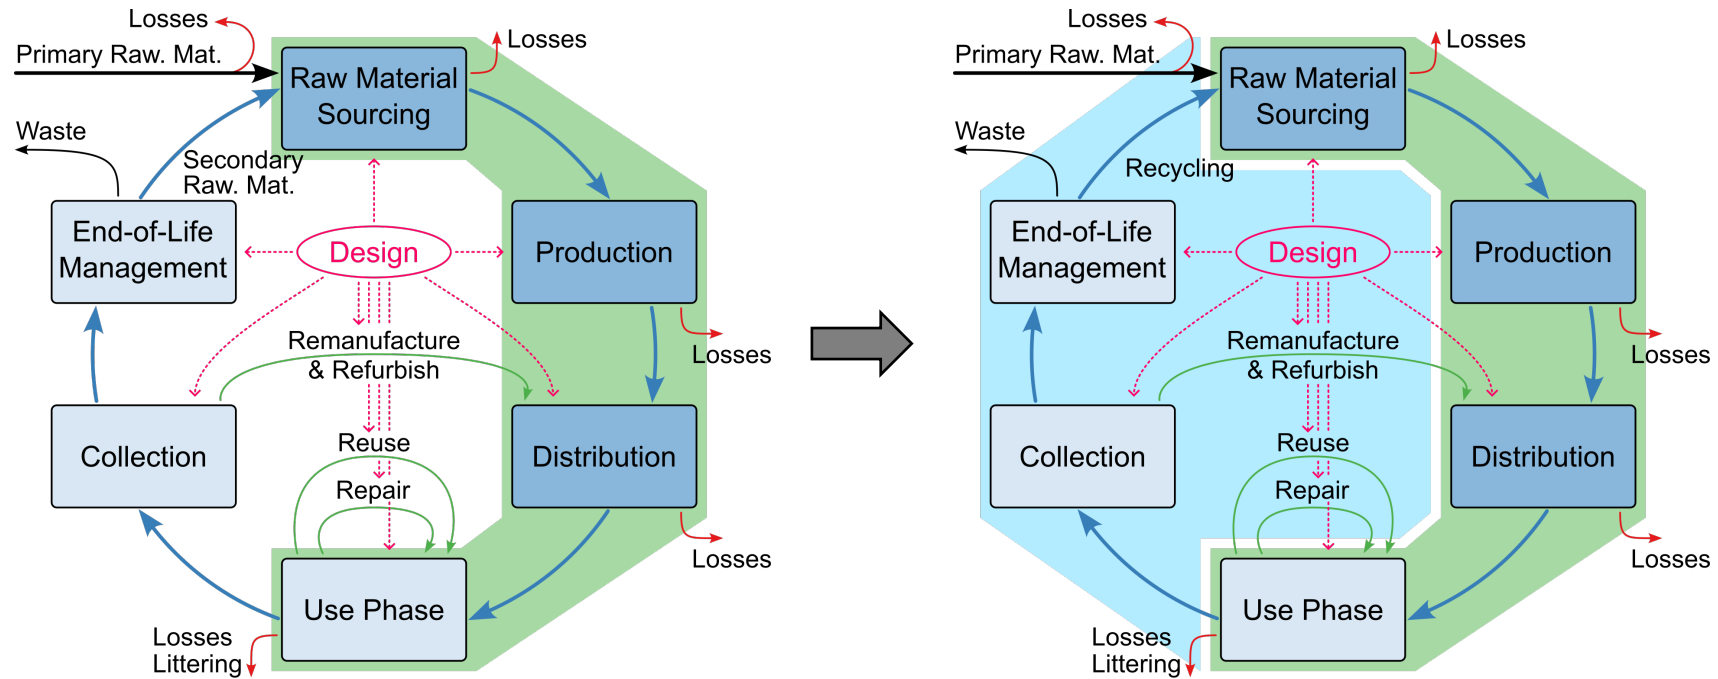 Losses
Primary Raw. Mat.
Losses
Raw Material
Sourcing
Waste
Secondary
Raw. Mat.
End-of-Life
Management
Design
Production
Remanufacture
& Refurbish
Losses
Collection
Reuse
Repair
Distribution
Losses
Use Phase
Losses
Littering
Losses
Primary Raw. Mat.
Losses
Raw Material
Sourcing
Waste
Recycling
End-of-Life
Management
Design
Production
Remanufacture
& Refurbish
Losses
Collection
Reuse
Repair
Distribution
Losses
Use Phase
Losses
Littering